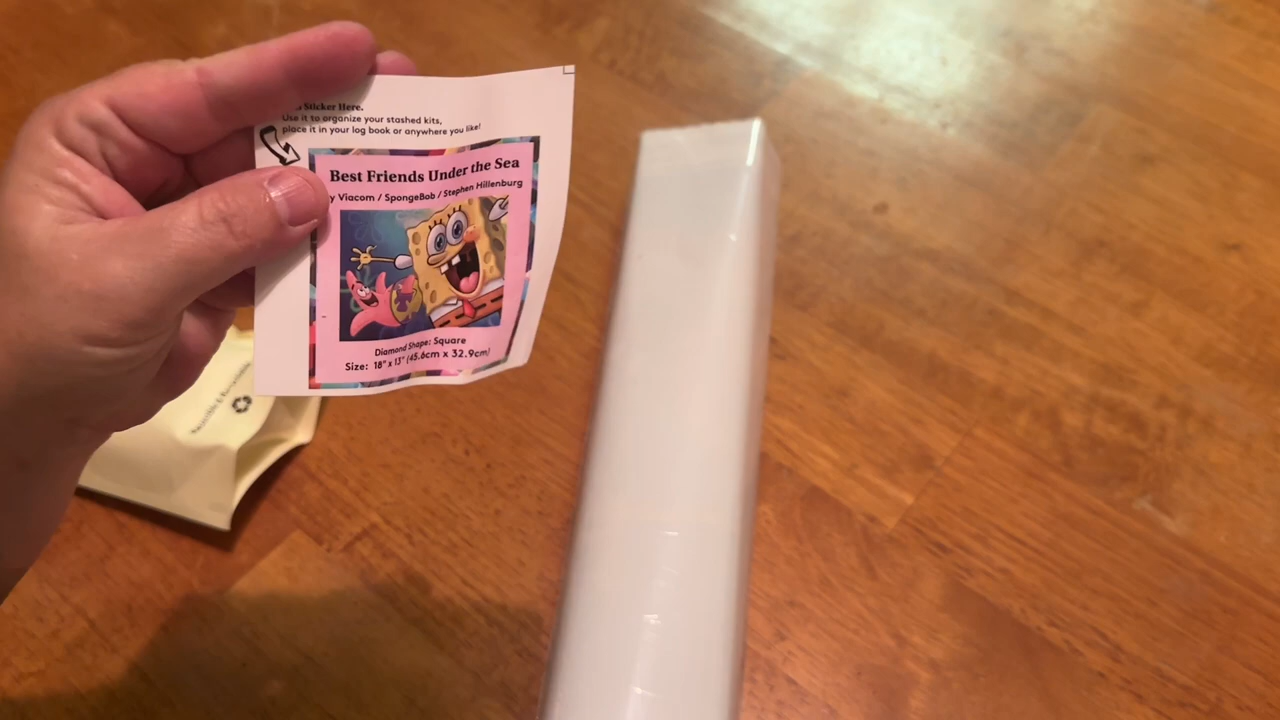 Sticker Here.
Use it to organize your stashed kits,
place it in your log book or anywhere you like!
Best Friends Under the Sea
y Viacom / SpongeBob / Stephen Hillenburg
Diamond Shape: Square
Size: 18" x 13" (45.6cm x 32.9cm)